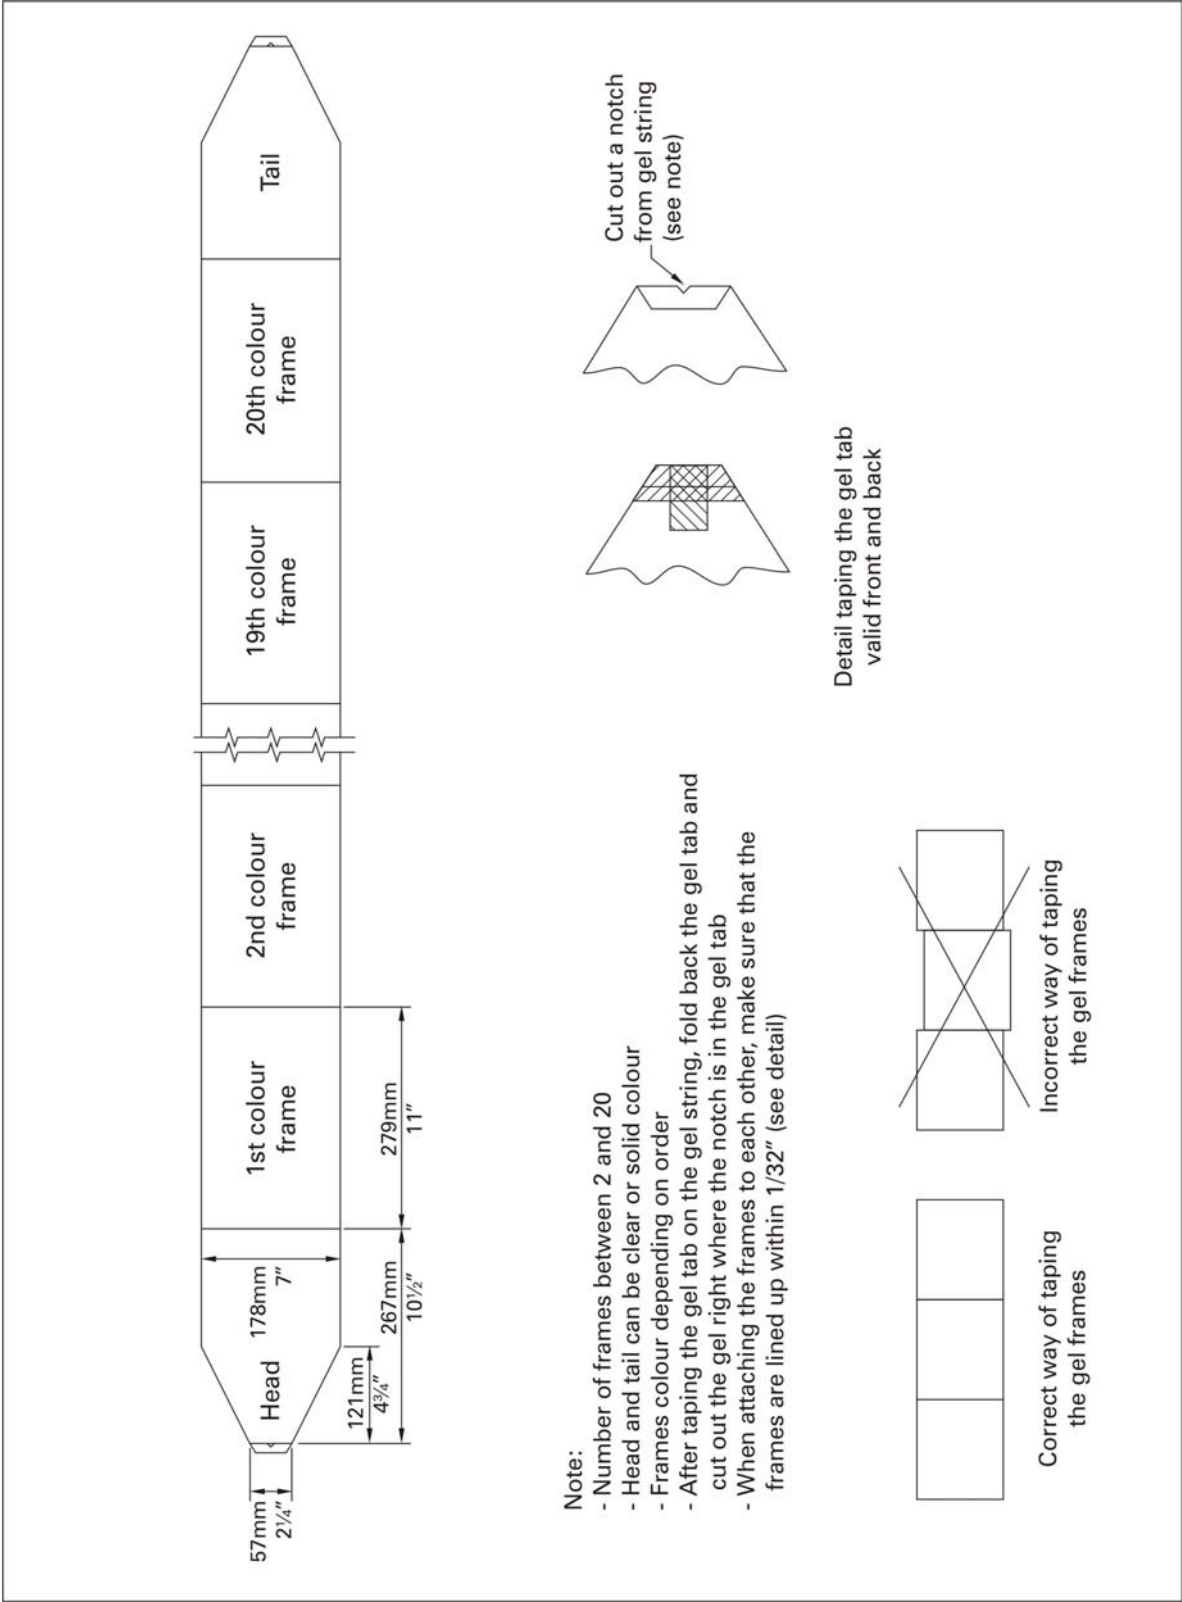 Head
1st colour
frame
2nd colour
frame
19th colour
frame
20th colour
frame
Tail
57mm
2¼″
178mm
7″
121mm
4¾″
267mm
10½″
279mm
11″
Note:
- Number of frames between 2 and 20
- Head and tail can be clear or solid colour
- Frames colour depending on order
- After taping the gel tab on the gel string, fold back the gel tab and
cut out the gel right where the notch is in the gel tab
- When attaching the frames to each other, make sure that the
frames are lined up within 1/32″ (see detail)
Cut out a notch
from gel string
(see note)
Detail taping the gel tab
valid front and back
Correct way of taping
the gel frames
Incorrect way of taping
the gel frames